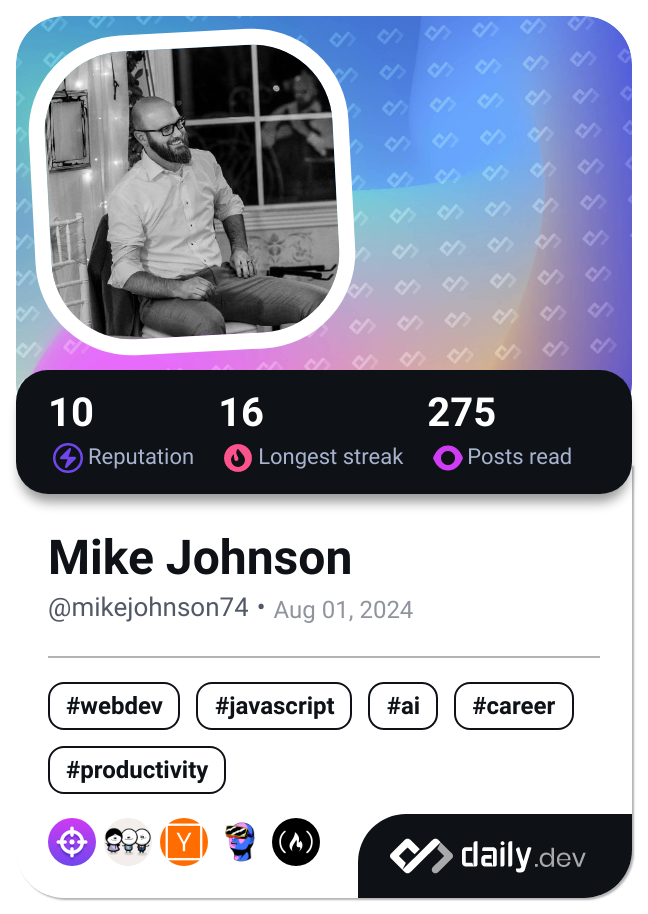 10 16 275
Reputation Longest streak Posts read
Mike Johnson
@mikejohnson74 • Aug 01, 2024
#webdev #javascript #ai #career
#productivity
Y
daily.dev